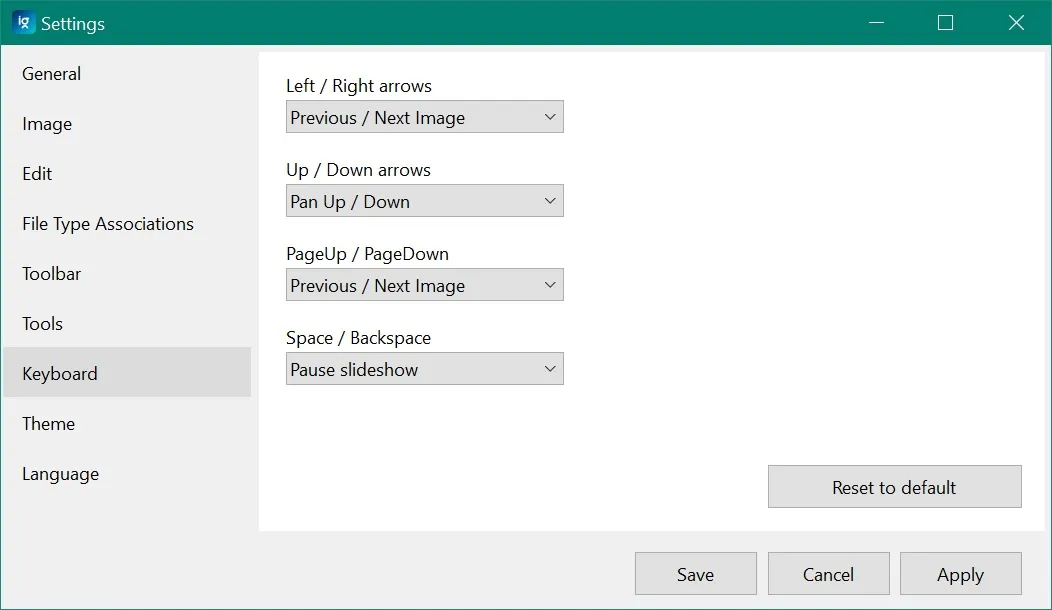 ig
Settings
General
Image
Edit
File Type Associations
Toolbar
Tools
Keyboard
Theme
Language
Left / Right arrows
Previous / Next Image
Up / Down arrows
Pan Up / Down
PageUp / PageDown
Previous / Next Image
Space / Backspace
Pause slideshow
Reset to default
Save
Cancel
Apply